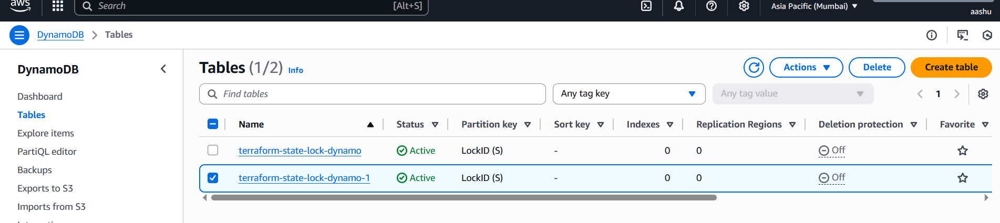 aws
Search [Alt+S] Asia Pacific (Mumbai) aashu
DynamoDB Tables
DynamoDB
Dashboard
Tables
Explore items
PartiQL editor
Backups
Exports to S3
Imports from S3
Tables (1/2) Info Actions Delete Create table
Find tables Any tag key Any tag value 1
Name Status Partition key Sort key Indexes Replication Regions Deletion protection Favorite
terraform-state-lock-dynamo Active LockID (S) - 0 0 Off
terraform-state-lock-dynamo-1 Active LockID (S) - 0 0 Off